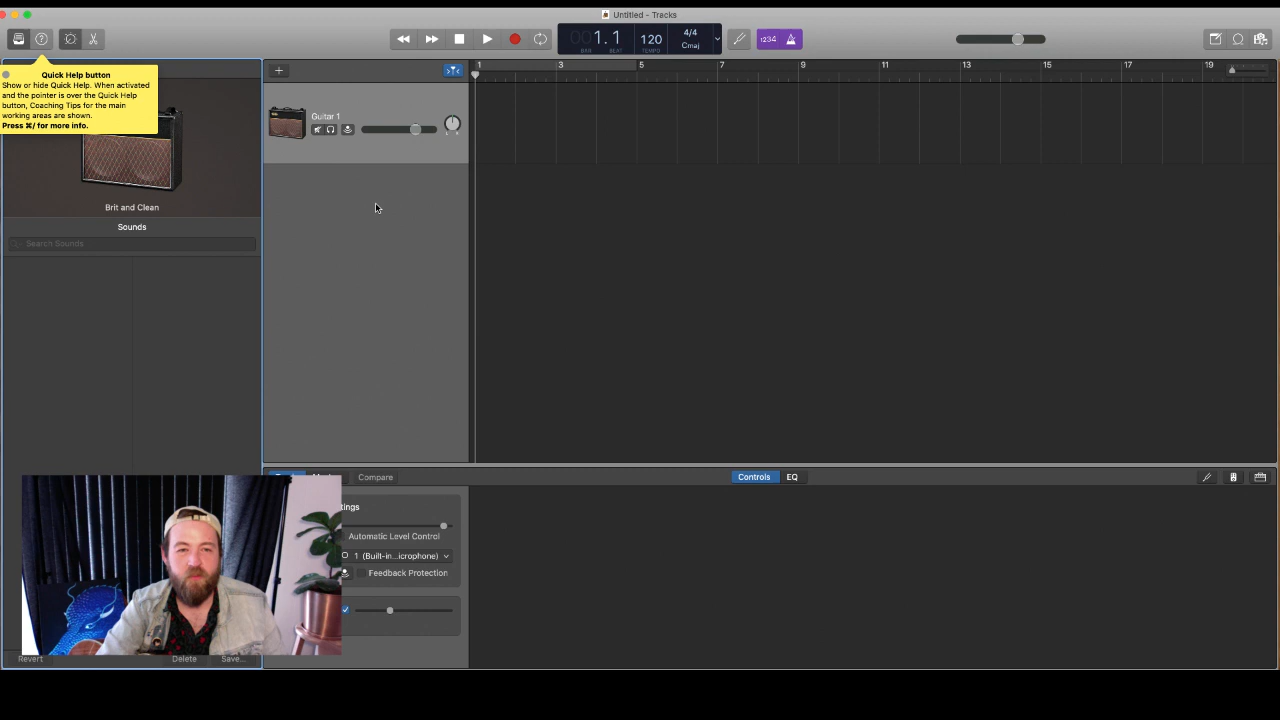 Untitled - Tracks
1.1
BAR
BEAT
120
TEMPO
4/4
Cmaj
1234
Quick Help button
Show or hide Quick Help. When activated
and the pointer is over the Quick Help
button, Coaching Tips for the main
working areas are shown.
Press ⌘/ for more info.
1
3
5
7
9
11
13
15
17
19
Guitar 1
L R
Brit and Clean
Sounds
Search Sounds
Compare
Controls
EQ
Automatic Level Control
1 (Built-in...icrophone)
Feedback Protection
Revert
Delete
Save...